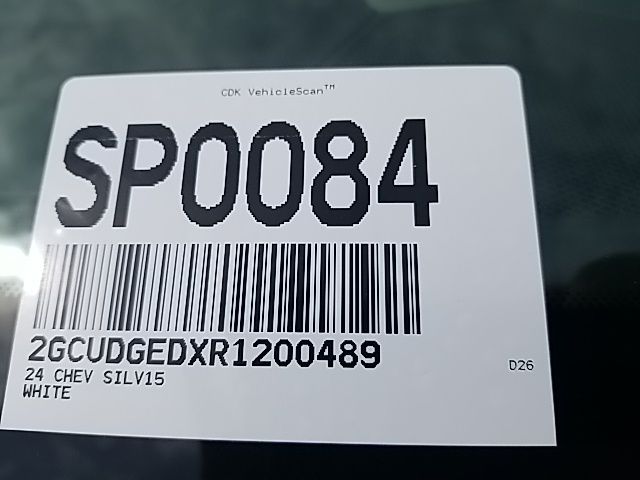 CDK VehicleScan™
SP0084
2GCUDGEDXR1200489
24 CHEV SILV15
WHITE
D26